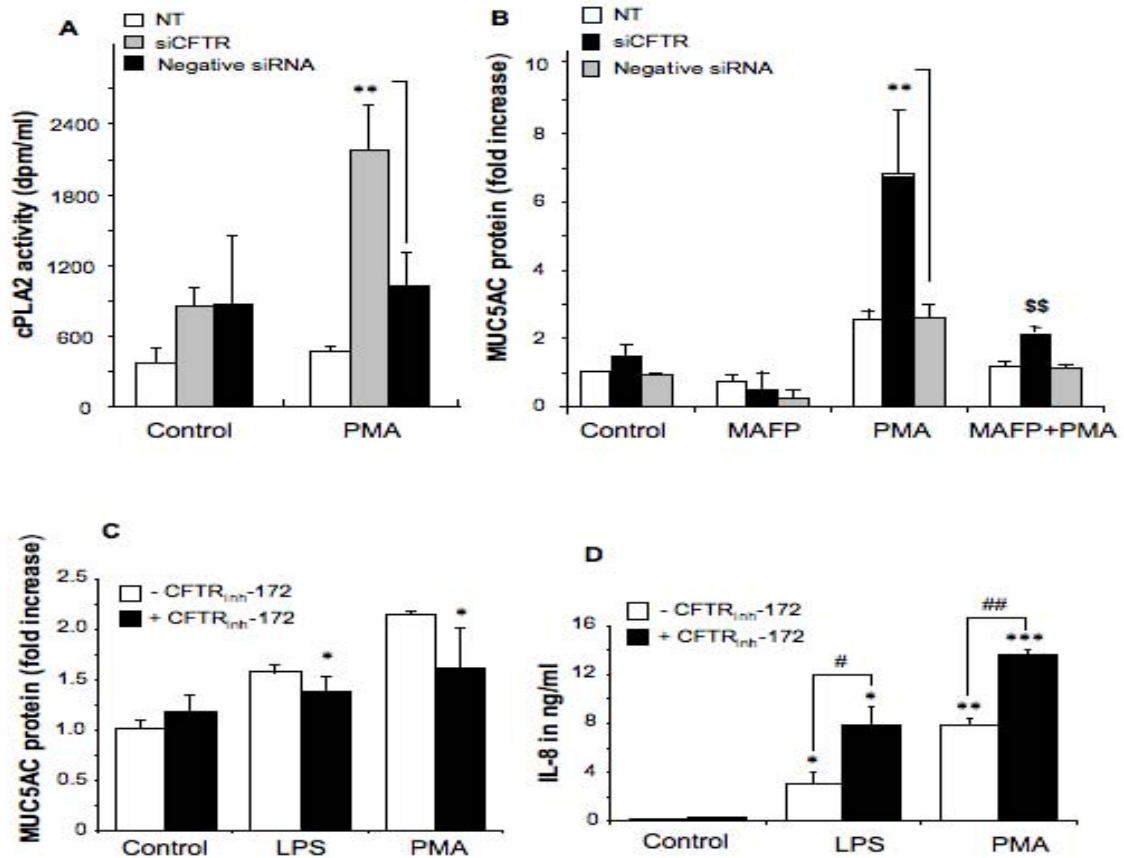 A
NT
siCFTR
Negative siRNA
**
cPLA2 activity (dpm/ml)
2400
1800
1200
600
0
Control PMA
B
NT
siCFTR
Negative siRNA
**
$$
MUC5AC protein (fold increase)
10
8
6
4
2
0
Control MAFP PMA MAFP+PMA
C
- CFTRinh-172
+ CFTRinh-172
*
*
MUC5AC protein (fold increase)
2.5
2.0
1.5
1.0
0.5
0
Control LPS PMA
D
- CFTRinh-172
+ CFTRinh-172
##
#
***
**
*
*
IL-8 in ng/ml
16
12
8
4
0
Control LPS PMA